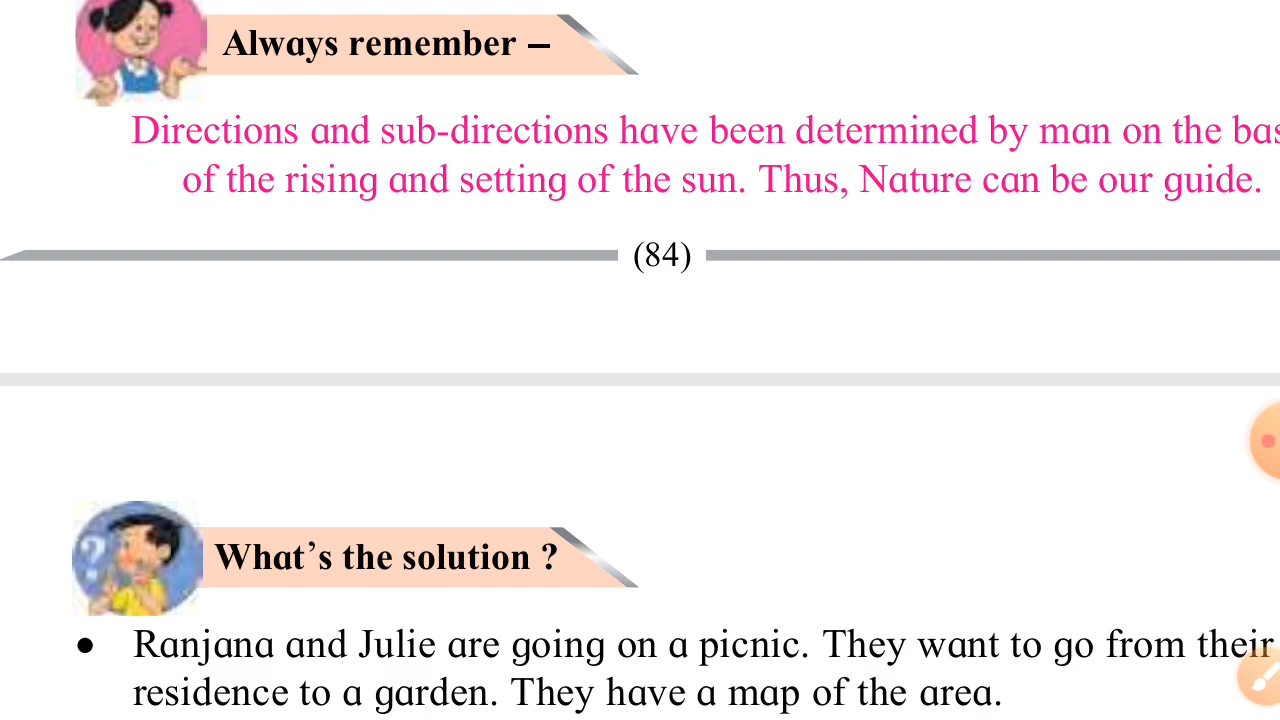 Always remember –
Directions and sub-directions have been determined by man on the
of the rising and setting of the sun. Thus, Nature can be our guide.
(84)
?
What's the solution ?
• Ranjana and Julie are going on a picnic. They want to go from their
residence to a garden. They have a map of the area.